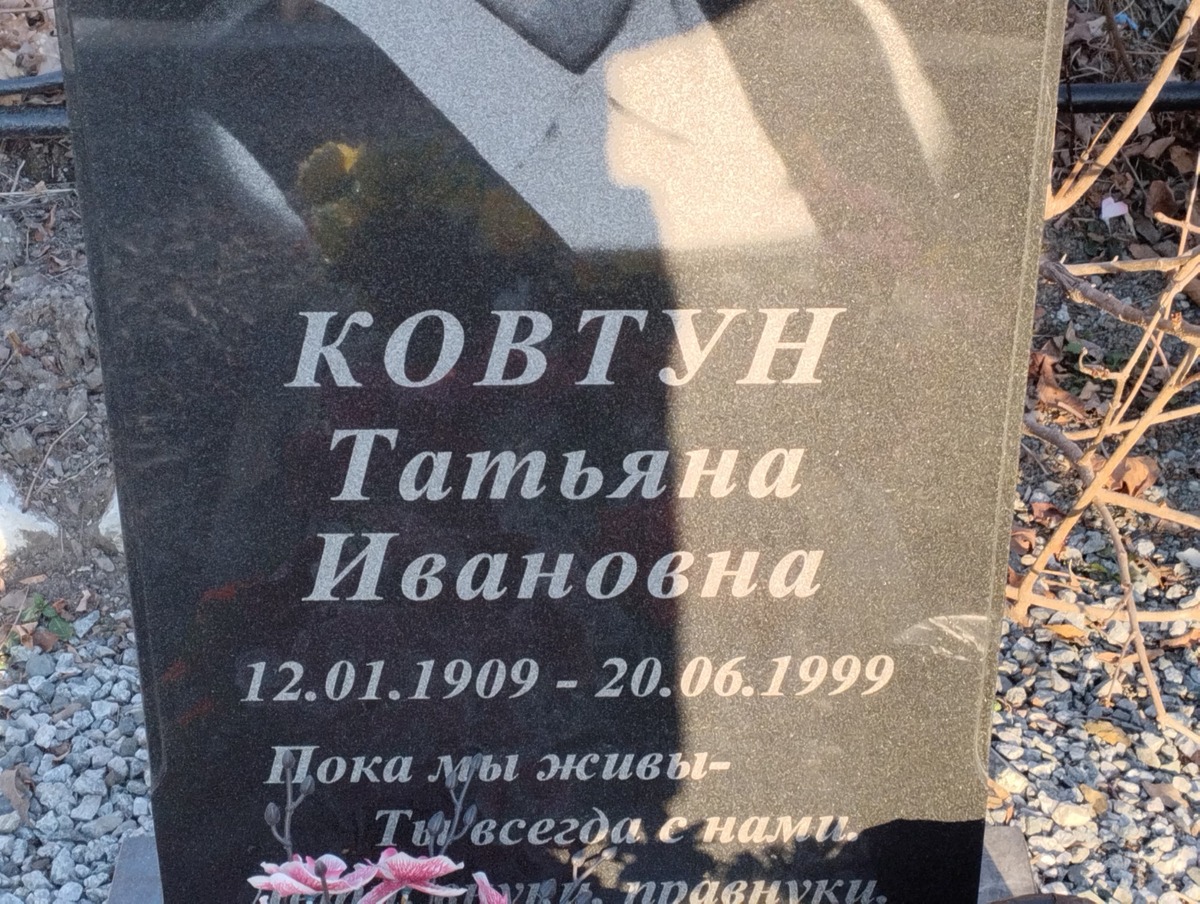 КОВТУН
Татьяна
Ивановна
12.01.1909 - 20.06.1999
Пока мы живы-
Ты всегда с нами.
правнуки.